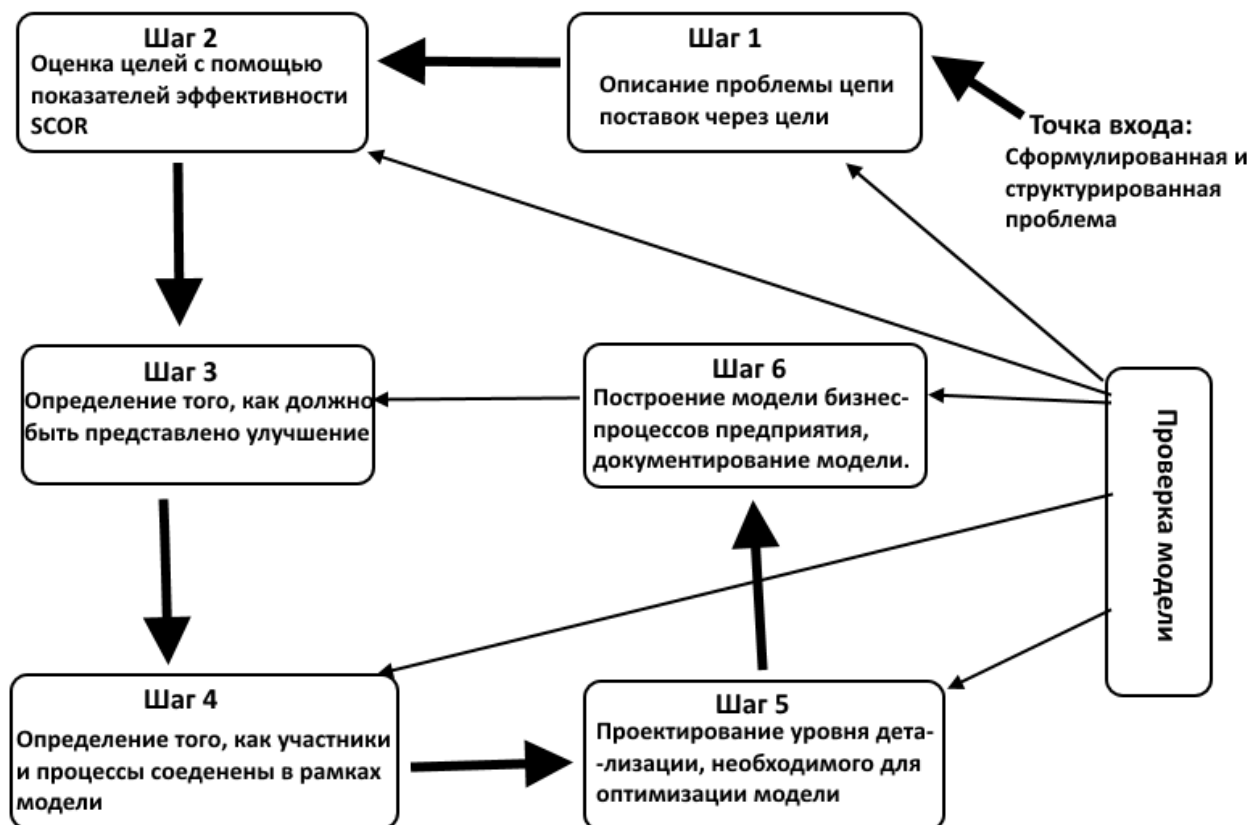 Шаг 1
Описание проблемы цепи
поставок через цели
Точка входа:
Сформулированная и
структурированная
проблема
Шаг 2
Оценка целей с помощью
показателей эффективности
SCOR
Шаг 3
Определение того, как должно
быть представлено улучшение
Шаг 4
Определение того, как участники
и процессы соеденены в рамках
модели
Шаг 5
Проектирование уровня дета-
-лизации, необходимого для
оптимизации модели
Шаг 6
Построение модели бизнес-
процессов предприятия,
документирование модели.
Проверка модели